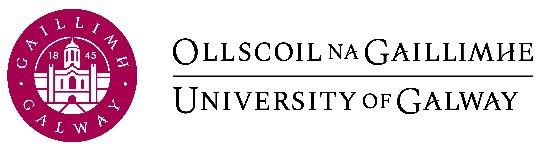 GAILLIMH
18 45
GALWAY
OLLSCOIL NA GAILLIMHE
UNIVERSITY OF GALWAY